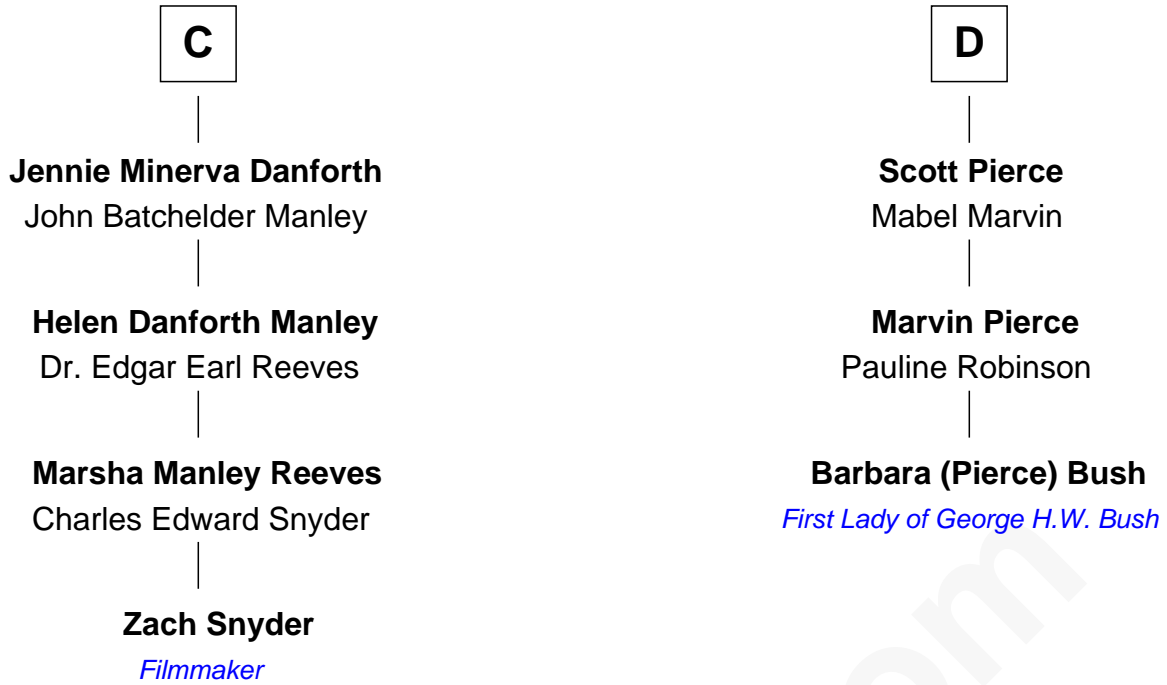 C
Jennie Minerva Danforth
John Batchelder Manley
Helen Danforth Manley
Dr. Edgar Earl Reeves
Marsha Manley Reeves
Charles Edward Snyder
Zach Snyder
Filmmaker
D
Scott Pierce
Mabel Marvin
Marvin Pierce
Pauline Robinson
Barbara (Pierce) Bush
First Lady of George H.W. Bush
om